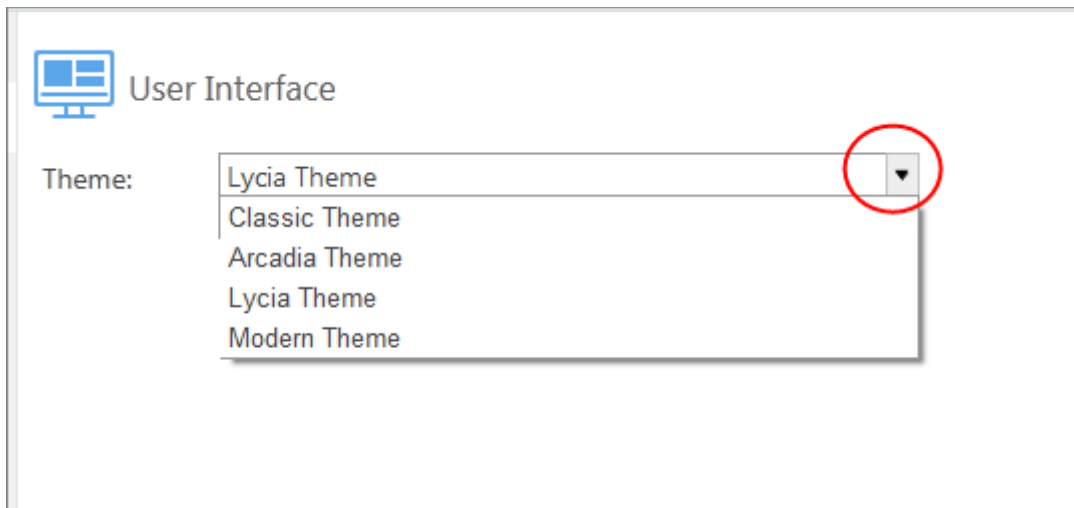 User Interface
Theme: Lycia Theme
Classic Theme
Arcadia Theme
Lycia Theme
Modern Theme